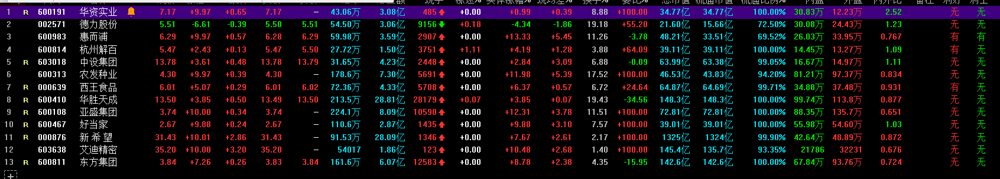 涨速% 实体涨幅% 现均差% 换手% 委比% 总市值 流通市值 流通比例% 内盘 外盘 内外比
1 R 600191 华资实业 7.17 +9.97 +0.65 7.17 — 43.06万 3.08亿 485 +0.00 +0.99 +0.39 8.88 +100.00 34.77亿 34.77亿 100.00% 30.83万 12.23万 2.52 无 无
2 002571 德力股份 5.51 -6.61 -0.39 5.50 5.51 54.50万 3.06亿 9156 +0.18 -4.34 -1.86 19.18 +55.20 21.60亿 15.66亿 72.50% 30.08万 24.43万 1.23 无 无
3 600983 惠而浦 6.29 +9.97 +0.57 6.28 6.29 59.98万 3.59亿 2907 +0.00 +13.33 +5.45 11.26 -3.78 48.21亿 33.51亿 69.52% 26.03万 33.95万 0.767 有 有
4 600814 杭州解百 5.47 +2.43 +0.13 5.47 5.50 27.72万 1.50亿 3751 +1.11 +4.19 +1.28 3.88 +64.09 39.11亿 39.11亿 100.00% 14.45万 13.27万 1.09 有 无
5 R 603018 中设集团 13.78 +3.61 +0.48 13.78 13.79 31.65万 4.23亿 2448 +0.00 +2.84 +3.09 6.88 -0.09 63.99亿 63.38亿 99.05% 16.67万 14.97万 1.11 无 无
6 600313 农发种业 4.30 +9.97 +0.39 4.30 — 178.6万 7.30亿 5691 +0.00 +11.98 +5.39 17.52 +100.00 46.53亿 43.83亿 94.20% 81.21万 97.37万 0.834 无 无
7 R 000639 西王食品 6.01 +5.07 +0.29 6.01 6.02 72.36万 4.33亿 5708 +0.00 +6.37 +0.57 6.72 +24.64 64.87亿 64.69亿 99.71% 34.88万 37.48万 0.931 有 无
8 R 600410 华胜天成 13.50 +3.85 +0.50 13.49 13.50 213.5万 28.81亿 28179 +0.07 +3.85 +0.07 19.43 -34.56 148.3亿 148.3亿 100.00% 99.74万 113.8万 0.877 无 无
9 R 600108 亚盛集团 3.74 +10.00 +0.34 3.74 — 224.1万 8.09亿 10590 +0.00 +12.31 +3.78 11.51 +100.00 72.81亿 72.81亿 100.00% 88.35万 135.7万 0.651 无 无
10 R 600467 好当家 2.67 +9.88 +0.24 2.67 — 110.6万 2.87亿 1435 +0.00 +9.88 +3.10 7.57 +100.00 39.01亿 39.01亿 100.00% 55.98万 54.60万 1.03 无 无
11 R 000876 新 希 望 31.43 +10.01 +2.86 31.43 — 91.53万 28.09亿 1346 +0.00 +7.67 +2.61 2.17 +100.00 1325亿 1324亿 99.90% 42.64万 48.89万 0.872 无 无
12 603638 艾迪精密 35.20 +10.00 +3.20 35.20 — 54017 1.86亿 123 +0.00 +10.48 +2.68 1.40 +100.00 145.4亿 135.7亿 93.35% 21786 32231 0.676 无 无
13 R 600811 东方集团 3.84 +7.26 +0.26 3.83 3.84 161.6万 6.07亿 12583 +0.00 +8.78 +2.38 4.35 -15.95 142.6亿 142.6亿 100.00% 67.84万 93.76万 0.724 无 无